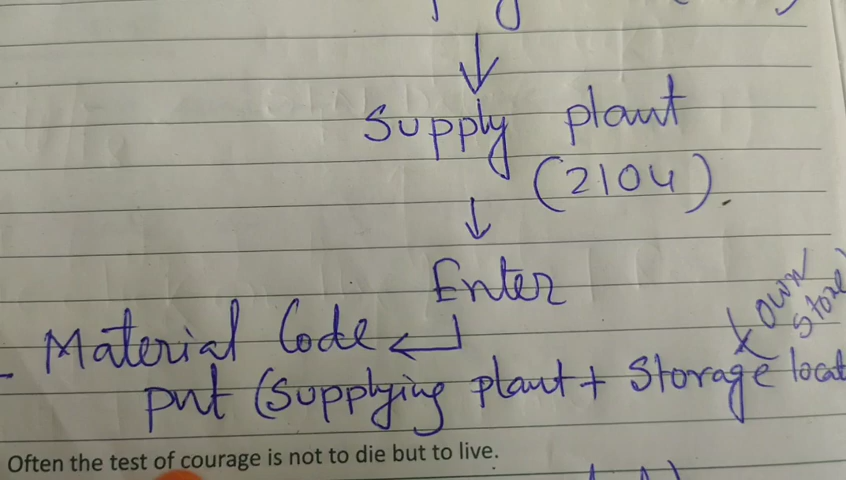 ↓
Supply plant
(2104).
↓
Enter
Own
Store
- Material Code ↵
put (Supplying plant + Storage locat
Often the test of courage is not to die but to live.